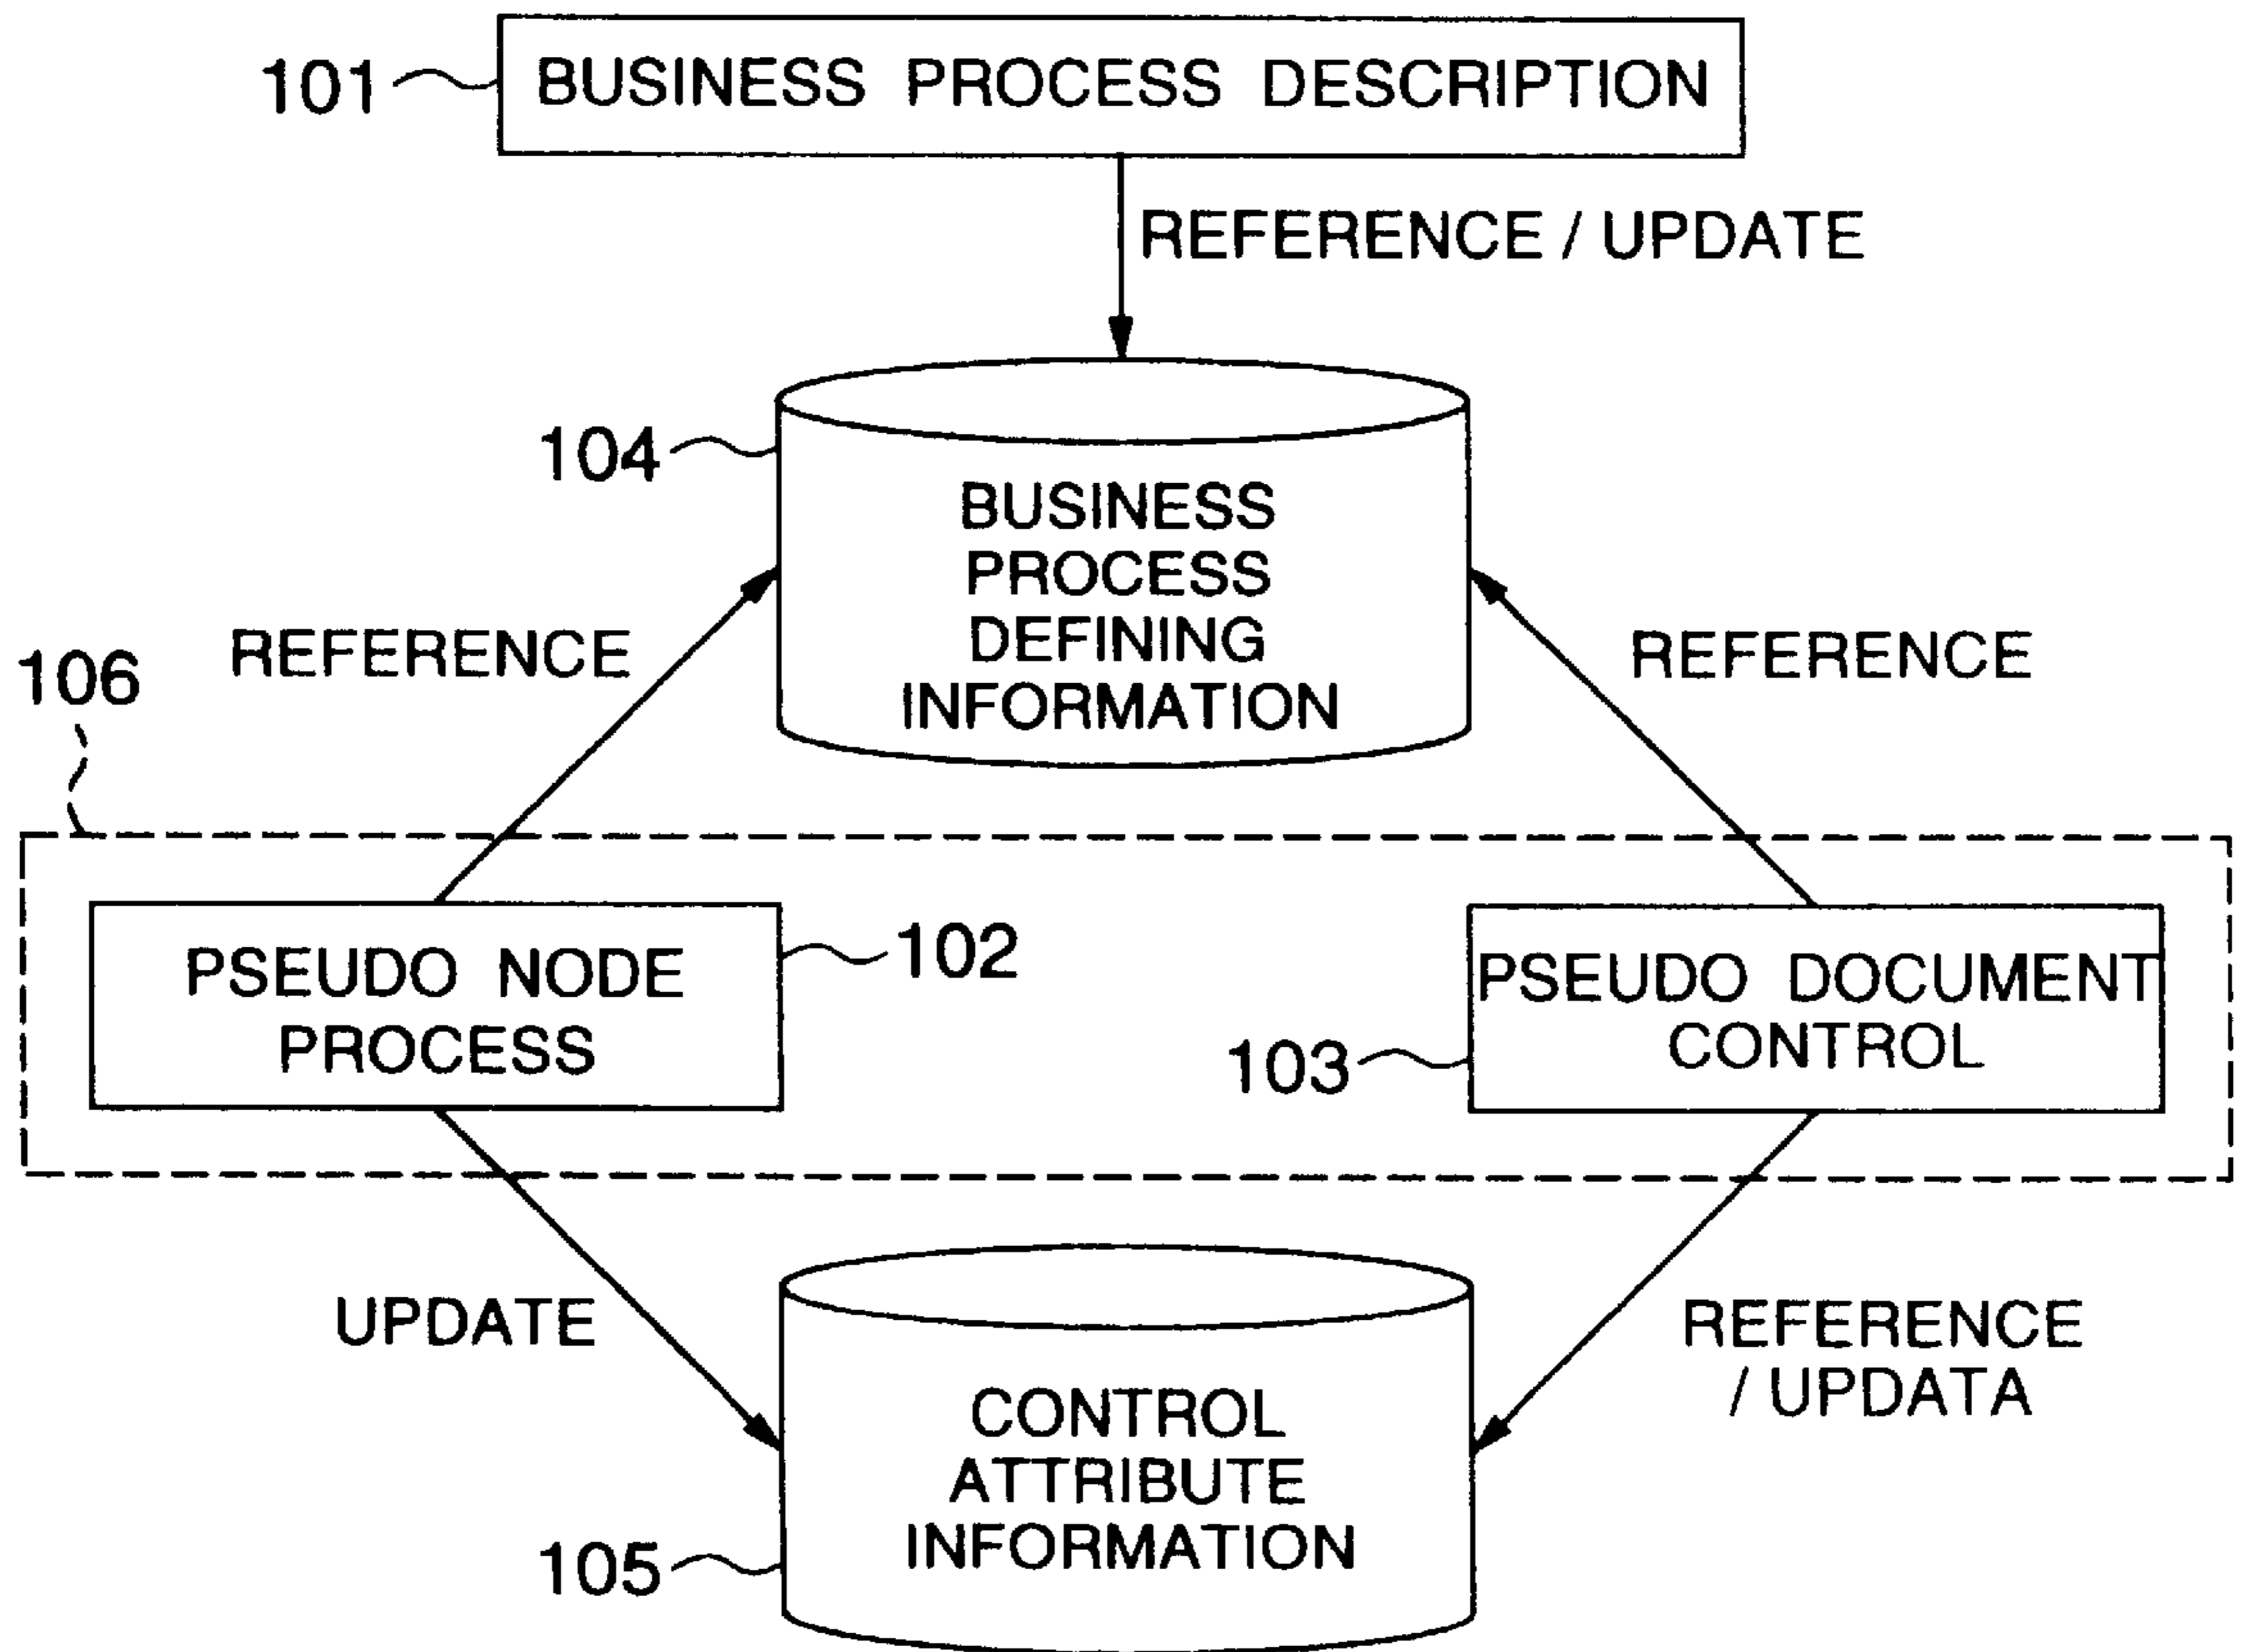 101
BUSINESS PROCESS DESCRIPTION
REFERENCE / UPDATE
104
BUSINESS
PROCESS
DEFINING
INFORMATION
REFERENCE
REFERENCE
106
PSEUDO NODE
PROCESS
102
PSEUDO DOCUMENT
CONTROL
103
UPDATE
REFERENCE
/ UPDATA
CONTROL
ATTRIBUTE
INFORMATION
105